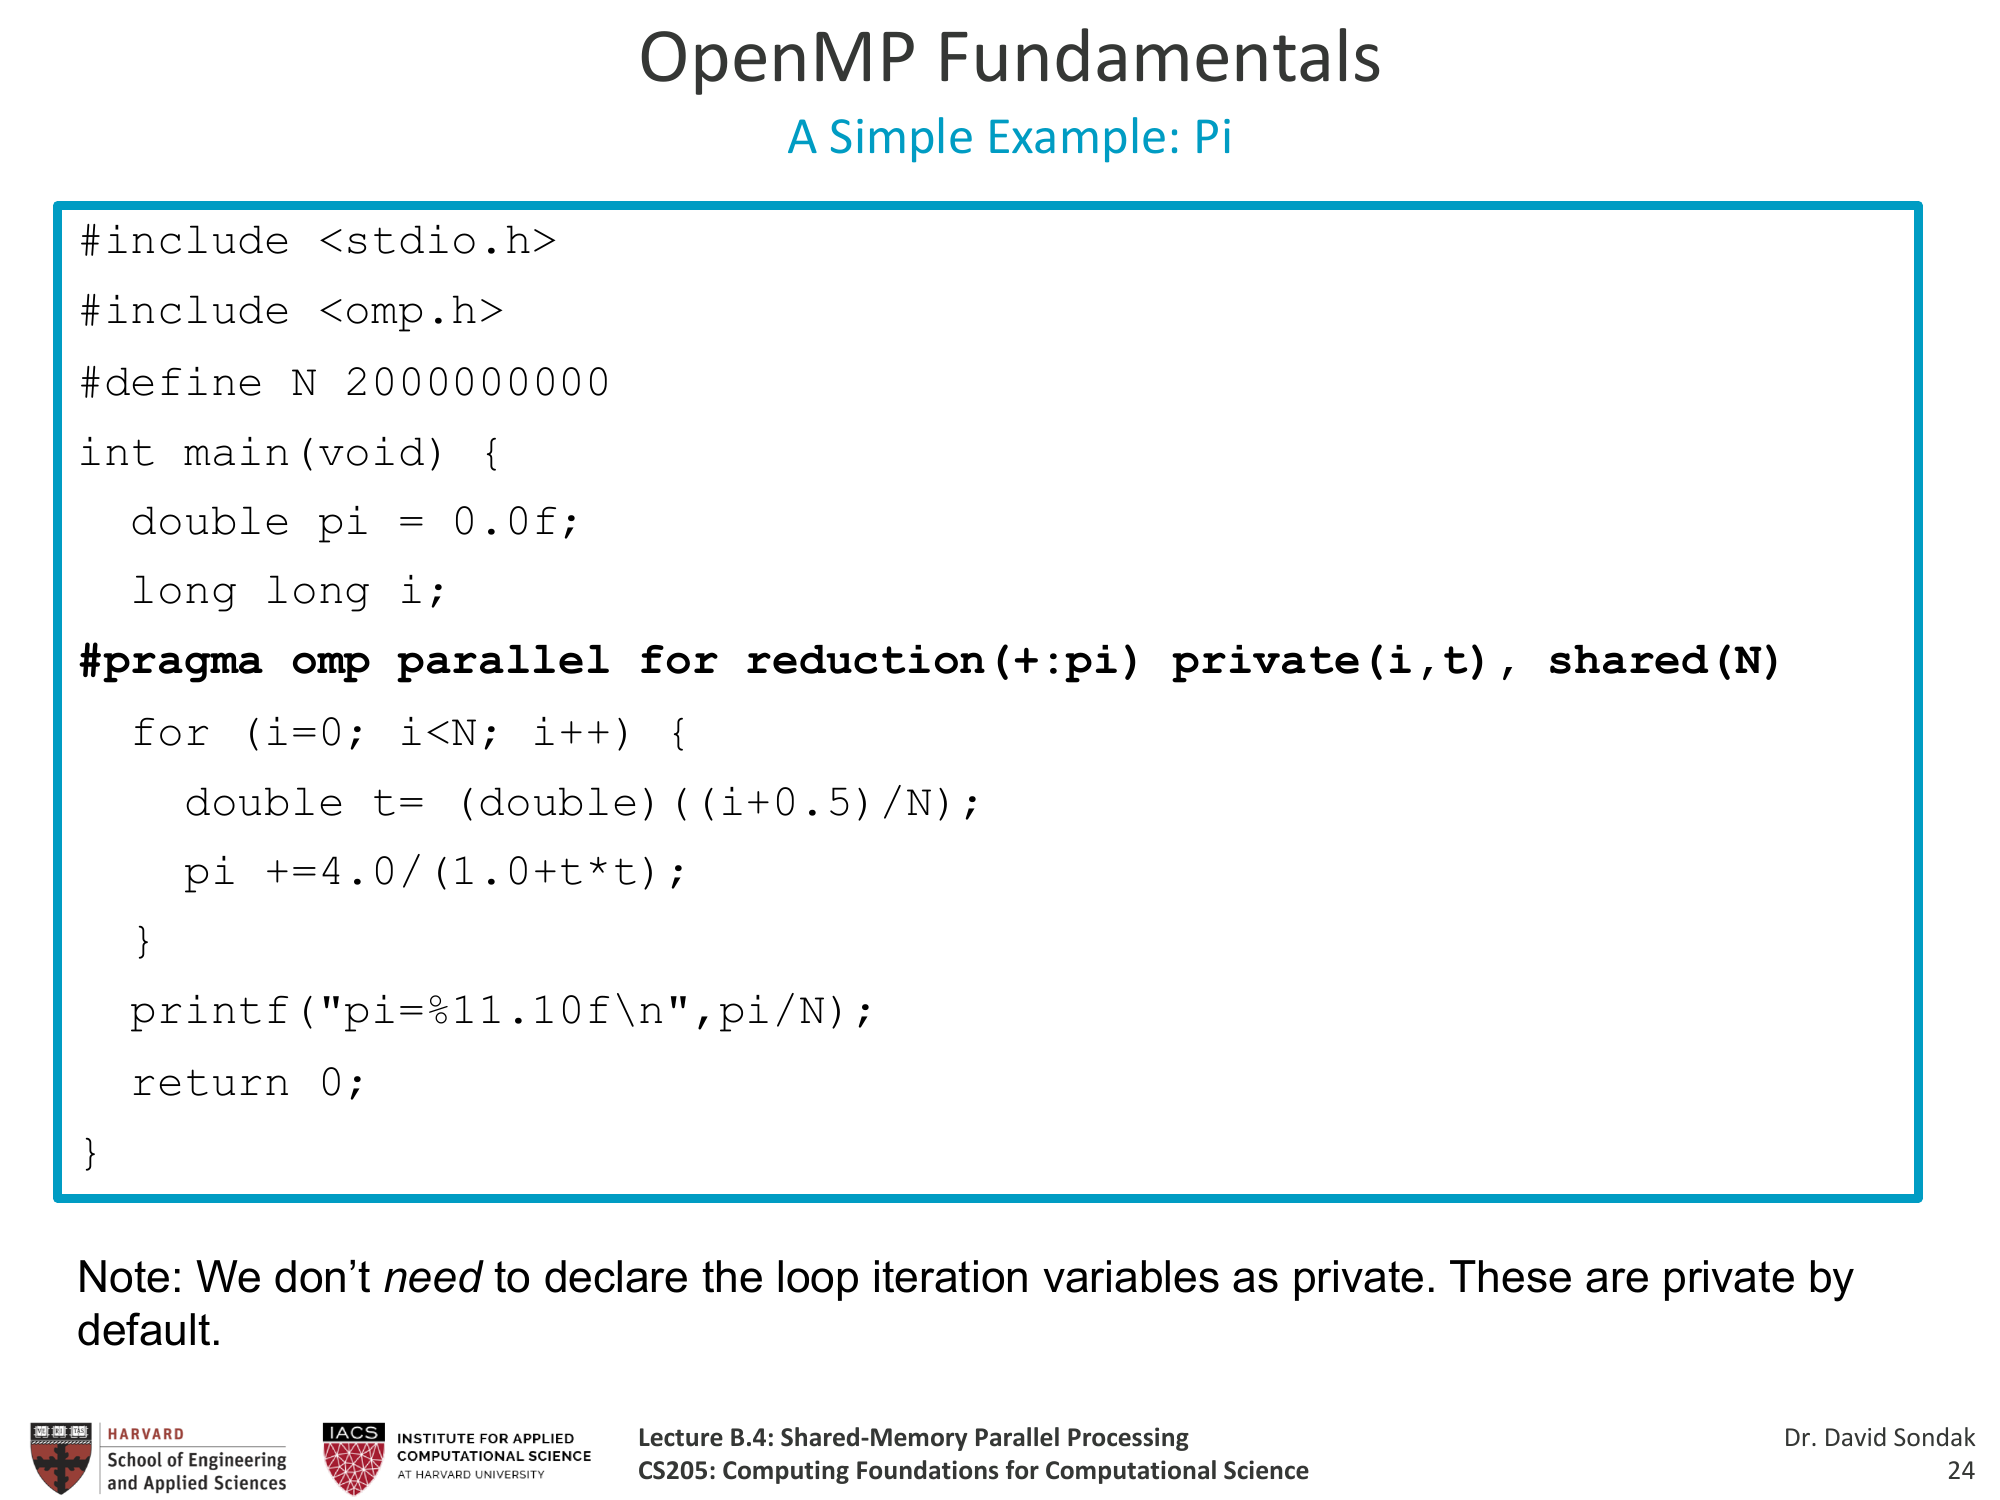 OpenMP Fundamentals
A Simple Example: Pi
#include <stdio.h>
#include <omp.h>
#define N 2000000000
int main(void) {
  double pi = 0.0f;
  long long i;
#pragma omp parallel for reduction(+:pi) private(i,t), shared(N)
  for (i=0; i<N; i++) {
    double t= (double)((i+0.5)/N);
    pi +=4.0/(1.0+t*t);
  }
  printf("pi=%11.10f\n",pi/N);
  return 0;
}
Note: We don’t need to declare the loop iteration variables as private. These are private by
default.
HARVARD
School of Engineering
and Applied Sciences
IACS
INSTITUTE FOR APPLIED
COMPUTATIONAL SCIENCE
AT HARVARD UNIVERSITY
Lecture B.4: Shared-Memory Parallel Processing
CS205: Computing Foundations for Computational Science
Dr. David Sondak
24